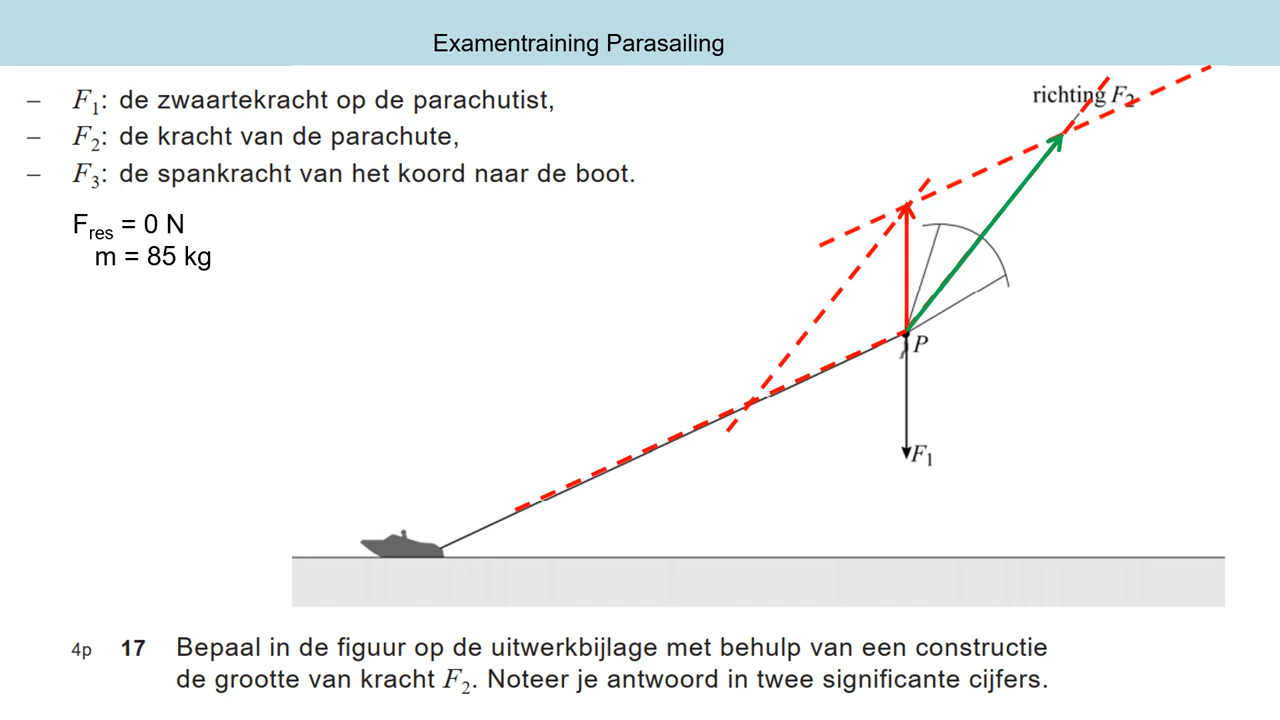 Examentraining Parasailing
– F₁: de zwaartekracht op de parachutist,
– F₂: de kracht van de parachute,
– F₃: de spankracht van het koord naar de boot.
Fres = 0 N
m = 85 kg
richting F₂
P
F₁
4p 17 Bepaal in de figuur op de uitwerkbijlage met behulp van een constructie
de grootte van kracht F₂. Noteer je antwoord in twee significante cijfers.